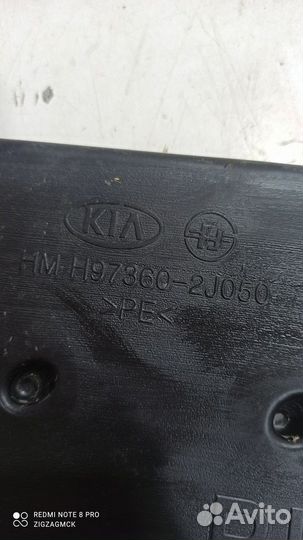 KIA
HM H97360-2J050
>PE<
REDMI NOTE 8 PRO
ZIGZAGMCK
Avito